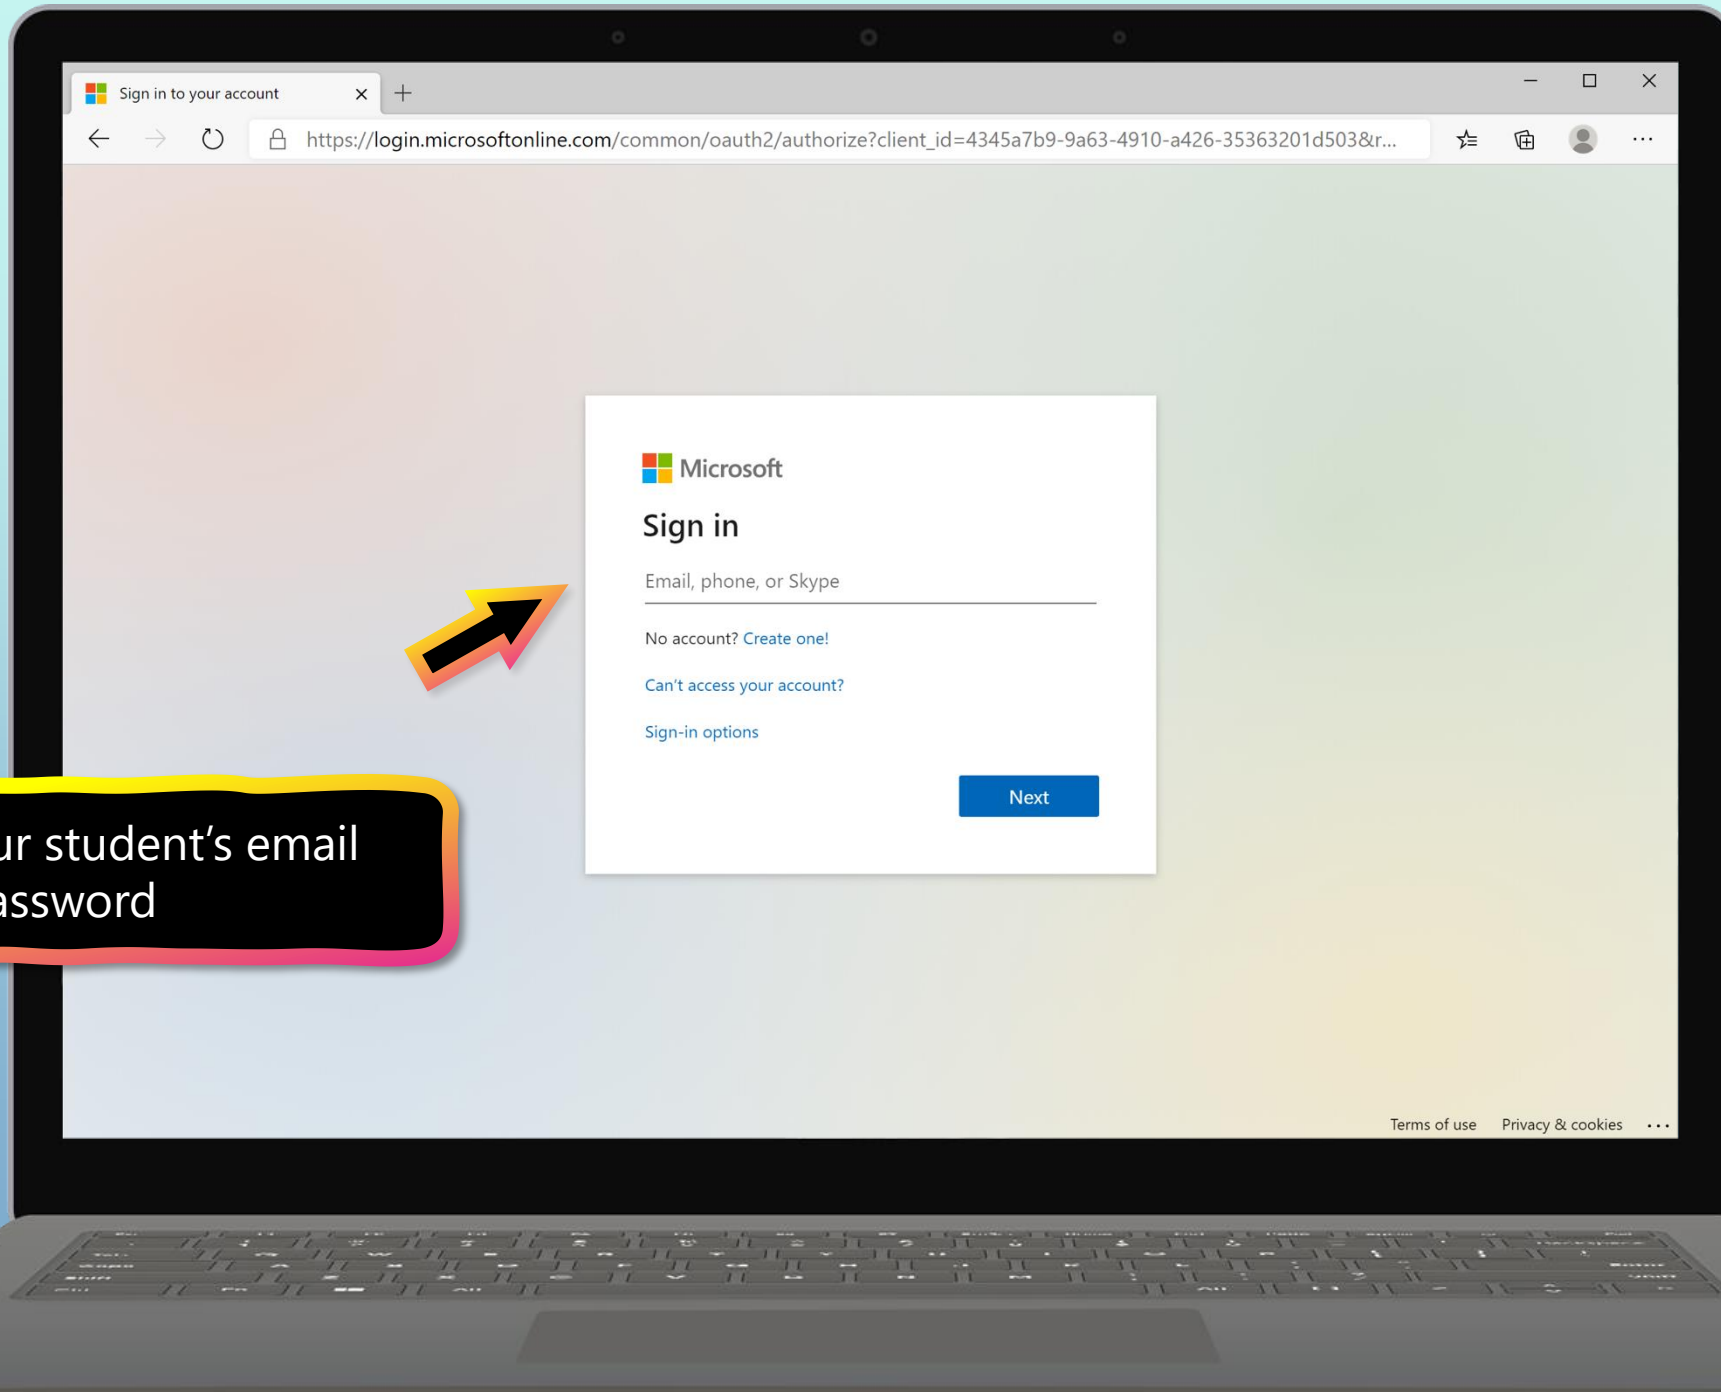 Sign in to your account
https://login.microsoftonline.com/common/oauth2/authorize?client_id=4345a7b9-9a63-4910-a426-35363201d503&r...
Microsoft
Sign in
Email, phone, or Skype
No account? Create one!
Can't access your account?
Sign-in options
Next
ur student's email
assword
Terms of use Privacy & cookies